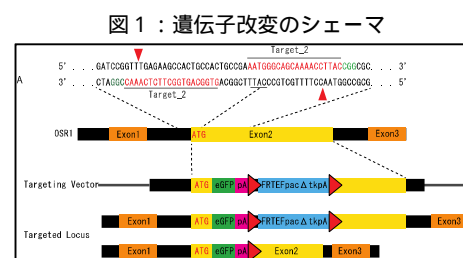 図1：遺伝子改変のシェーマ
Target_2
5' ....GATCCGGTTTGAGAAGCCACTGCCACTGCCGAAATGGGCAGCAAAACCTTACCGGCGC.... 3'
A
3' ....CTAGGCCAAACTCTTCGGTGACGGTGACGGCTTTACCCGTCGTTTTCCAATGGCCGCG..... 5'
Target_2
OSR1 Exon1 ATG Exon2 Exon3
Targeting Vector ATG eGFP pA FRTEFpacΔtkpA
Exon1 ATG eGFP pA FRTEFpacΔtkpA Exon3
Targeted Locus
Exon1 ATG eGFP pA Exon2 Exon3